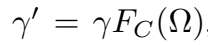 γ′ = γF_C(Ω).